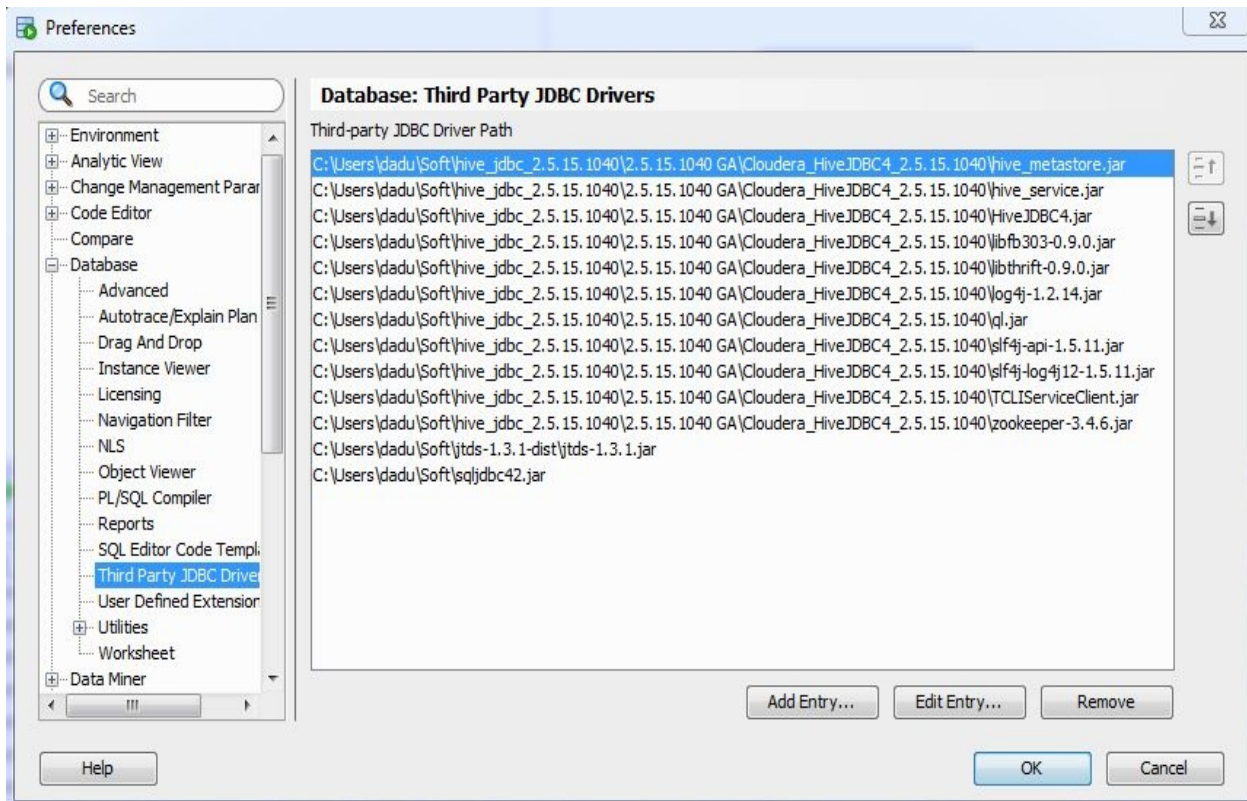 Preferences
Search
Environment
Analytic View
Change Management Parar
Code Editor
Compare
Database
Advanced
Autotrace/Explain Plan
Drag And Drop
Instance Viewer
Licensing
Navigation Filter
NLS
Object Viewer
PL/SQL Compiler
Reports
SQL Editor Code Templa
Third Party JDBC Driver
User Defined Extension
Utilities
Worksheet
Data Miner
Database: Third Party JDBC Drivers
Third-party JDBC Driver Path
C:\Users\dadu\Soft\hive_jdbc_2.5.15.1040\2.5.15.1040 GA\Cloudera_HiveJDBC4_2.5.15.1040\hive_metastore.jar
C:\Users\dadu\Soft\hive_jdbc_2.5.15.1040\2.5.15.1040 GA\Cloudera_HiveJDBC4_2.5.15.1040\hive_service.jar
C:\Users\dadu\Soft\hive_jdbc_2.5.15.1040\2.5.15.1040 GA\Cloudera_HiveJDBC4_2.5.15.1040\HiveJDBC4.jar
C:\Users\dadu\Soft\hive_jdbc_2.5.15.1040\2.5.15.1040 GA\Cloudera_HiveJDBC4_2.5.15.1040\libfb303-0.9.0.jar
C:\Users\dadu\Soft\hive_jdbc_2.5.15.1040\2.5.15.1040 GA\Cloudera_HiveJDBC4_2.5.15.1040\libthrift-0.9.0.jar
C:\Users\dadu\Soft\hive_jdbc_2.5.15.1040\2.5.15.1040 GA\Cloudera_HiveJDBC4_2.5.15.1040\log4j-1.2.14.jar
C:\Users\dadu\Soft\hive_jdbc_2.5.15.1040\2.5.15.1040 GA\Cloudera_HiveJDBC4_2.5.15.1040\ql.jar
C:\Users\dadu\Soft\hive_jdbc_2.5.15.1040\2.5.15.1040 GA\Cloudera_HiveJDBC4_2.5.15.1040\slf4j-api-1.5.11.jar
C:\Users\dadu\Soft\hive_jdbc_2.5.15.1040\2.5.15.1040 GA\Cloudera_HiveJDBC4_2.5.15.1040\slf4j-log4j12-1.5.11.jar
C:\Users\dadu\Soft\hive_jdbc_2.5.15.1040\2.5.15.1040 GA\Cloudera_HiveJDBC4_2.5.15.1040\TCLIServiceClient.jar
C:\Users\dadu\Soft\hive_jdbc_2.5.15.1040\2.5.15.1040 GA\Cloudera_HiveJDBC4_2.5.15.1040\zookeeper-3.4.6.jar
C:\Users\dadu\Soft\jtds-1.3.1-dist\jtds-1.3.1.jar
C:\Users\dadu\Soft\sqljdbc42.jar
Add Entry...
Edit Entry...
Remove
Help
OK
Cancel